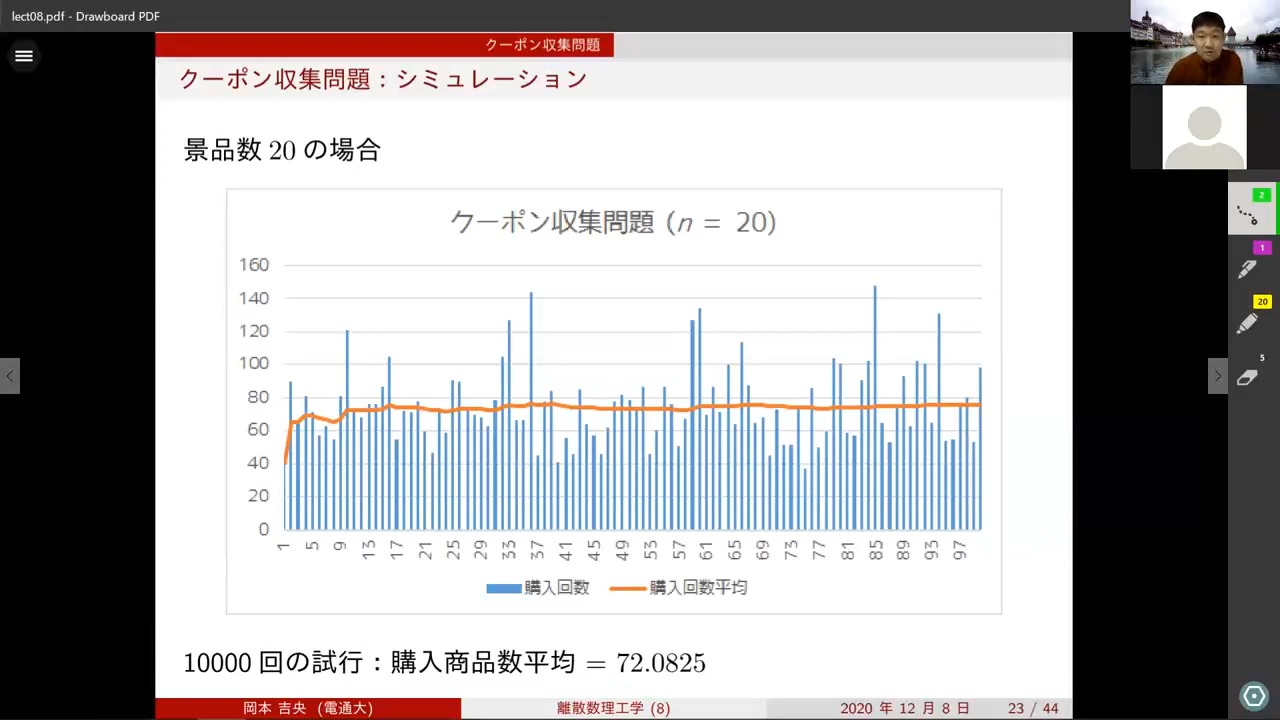 lect08.pdf - Drawboard PDF
クーポン収集問題
クーポン収集問題：シミュレーション
景品数 20 の場合
クーポン収集問題 (n = 20)
160
140
120
100
80
60
40
20
0
1 5 9 13 17 21 25 29 33 37 41 45 49 53 57 61 65 69 73 77 81 85 89 93 97
購入回数 購入回数平均
10000 回の試行：購入商品数平均 = 72.0825
岡本 吉央 (電通大) 離散数理工学 (8) 2020 年 12 月 8 日 23 / 44
2
1
20
5